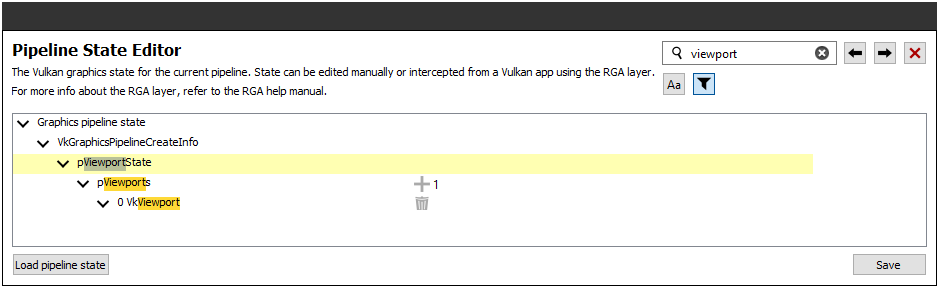 Pipeline State Editor
viewport
The Vulkan graphics state for the current pipeline. State can be edited manually or intercepted from a Vulkan app using the RGA layer.
For more info about the RGA layer, refer to the RGA help manual.
Aa
Graphics pipeline state
VkGraphicsPipelineCreateInfo
pViewportState
pViewports 1
0 VkViewport
Load pipeline state
Save